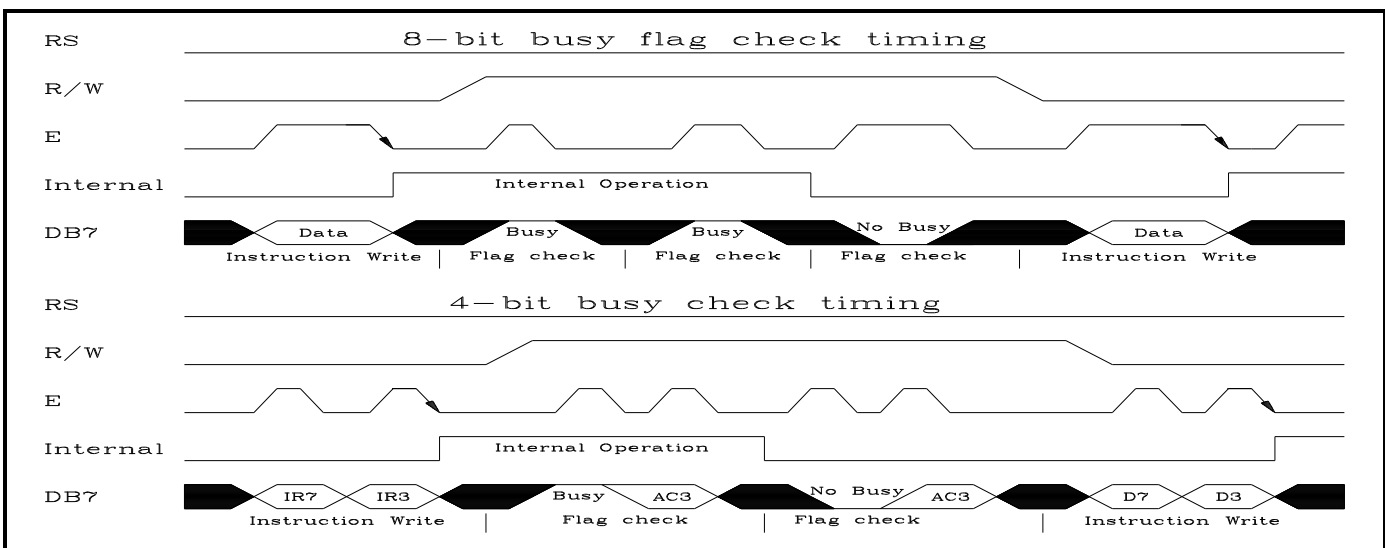 8-bit busy flag check timing
RS
R/W
E
Internal Internal Operation
DB7 Data Busy Busy No Busy Data
Instruction Write Flag check Flag check Flag check Instruction Write
4-bit busy check timing
RS
R/W
E
Internal Internal Operation
DB7 IR7 IR3 Busy AC3 No Busy AC3 D7 D3
Instruction Write Flag check Flag check Instruction Write